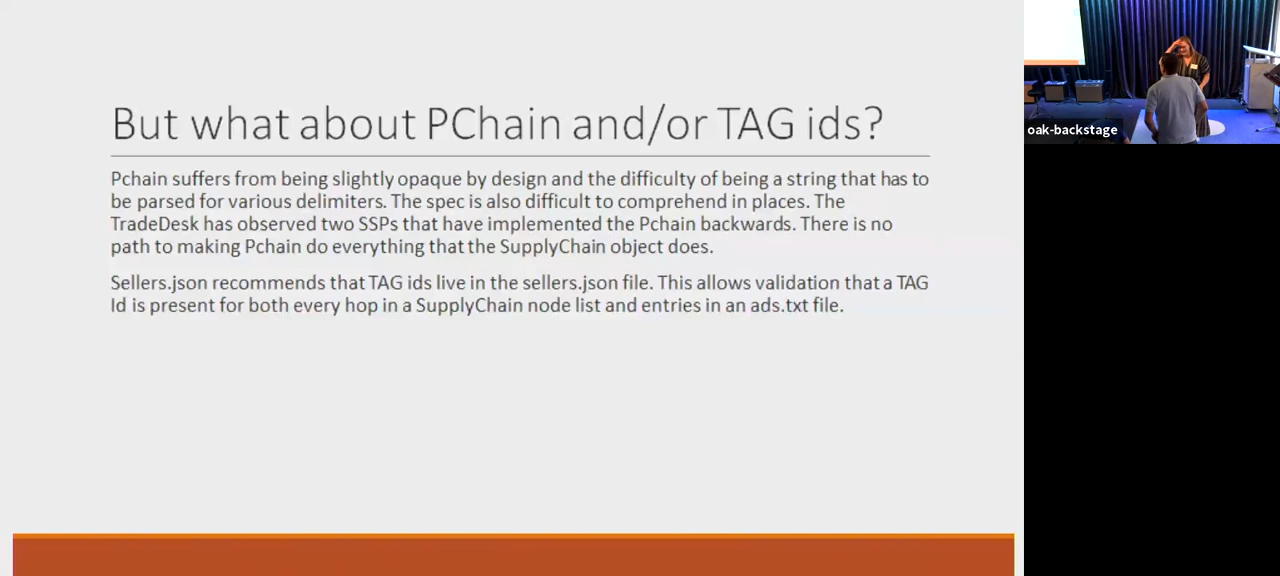 But what about PChain and/or TAG ids?
Pchain suffers from being slightly opaque by design and the difficulty of being a string that has to
be parsed for various delimiters. The spec is also difficult to comprehend in places. The
TradeDesk has observed two SSPs that have implemented the Pchain backwards. There is no
path to making Pchain do everything that the SupplyChain object does.
Sellers.json recommends that TAG ids live in the sellers.json file. This allows validation that a TAG
Id is present for both every hop in a SupplyChain node list and entries in an ads.txt file.
oak-backstage